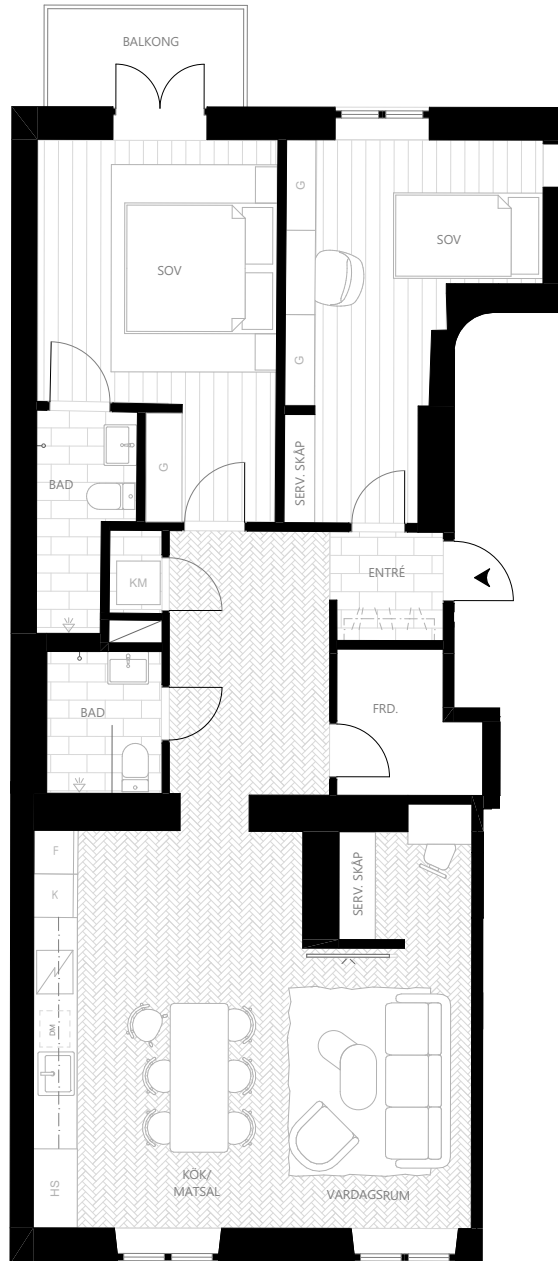 BALKONG
G
SOV
SOV
G
G
SERV. SKÅP
BAD
ENTRÉ
KM
BAD
FRD.
F
SERV. SKÅP
K
DM
KÖK/
MATSAL
HS
VARDAGSRUM